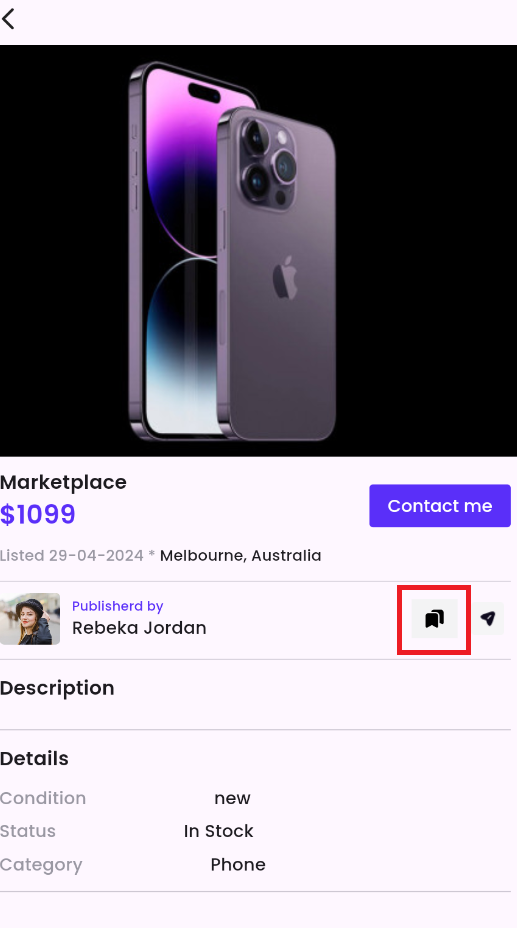 Marketplace
$1099
Contact me
Listed 29-04-2024 * Melbourne, Australia
Publisherd by
Rebeka Jordan
Description
Details
Condition new
Status In Stock
Category Phone